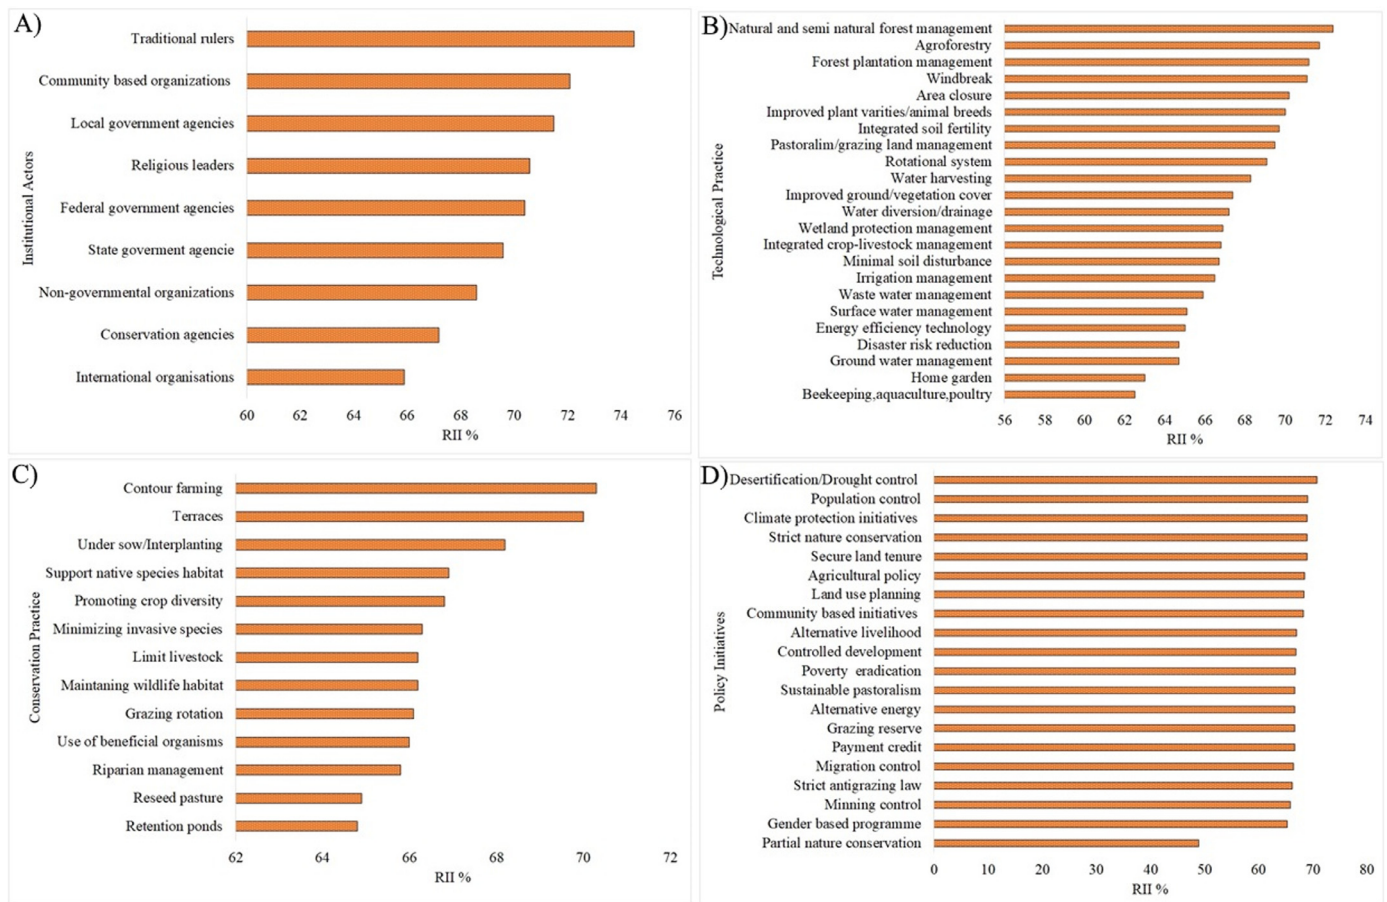 A)
Institutional Actors
Traditional rulers
Community based organizations
Local government agencies
Religious leaders
Federal government agencies
State goverment agencie
Non-governmental organizations
Conservation agencies
International organisations
60 62 64 66 68 70 72 74 76
RII %
B)
Technological Practice
Natural and semi natural forest management
Agroforestry
Forest plantation management
Windbreak
Area closure
Improved plant varities/animal breeds
Integrated soil fertility
Pastoralim/grazing land management
Rotational system
Water harvesting
Improved ground/vegetation cover
Water diversion/drainage
Wetland protection management
Integrated crop-livestock management
Minimal soil disturbance
Irrigation management
Waste water management
Surface water management
Energy efficiency technology
Disaster risk reduction
Ground water management
Home garden
Beekeeping,aquaculture,poultry
56 58 60 62 64 66 68 70 72 74
RII %
C)
Conservation Practice
Contour farming
Terraces
Under sow/Interplanting
Support native species habitat
Promoting crop diversity
Minimizing invasive species
Limit livestock
Maintaning wildlife habitat
Grazing rotation
Use of beneficial organisms
Riparian management
Reseed pasture
Retention ponds
62 64 66 68 70 72
RII %
D)
Policy Initiatives
Desertification/Drought control
Population control
Climate protection initiatives
Strict nature conservation
Secure land tenure
Agricultural policy
Land use planning
Community based initiatives
Alternative livelihood
Controlled development
Poverty eradication
Sustainable pastoralism
Alternative energy
Grazing reserve
Payment credit
Migration control
Strict antigrazing law
Minning control
Gender based programme
Partial nature conservation
0 10 20 30 40 50 60 70 80
RII %